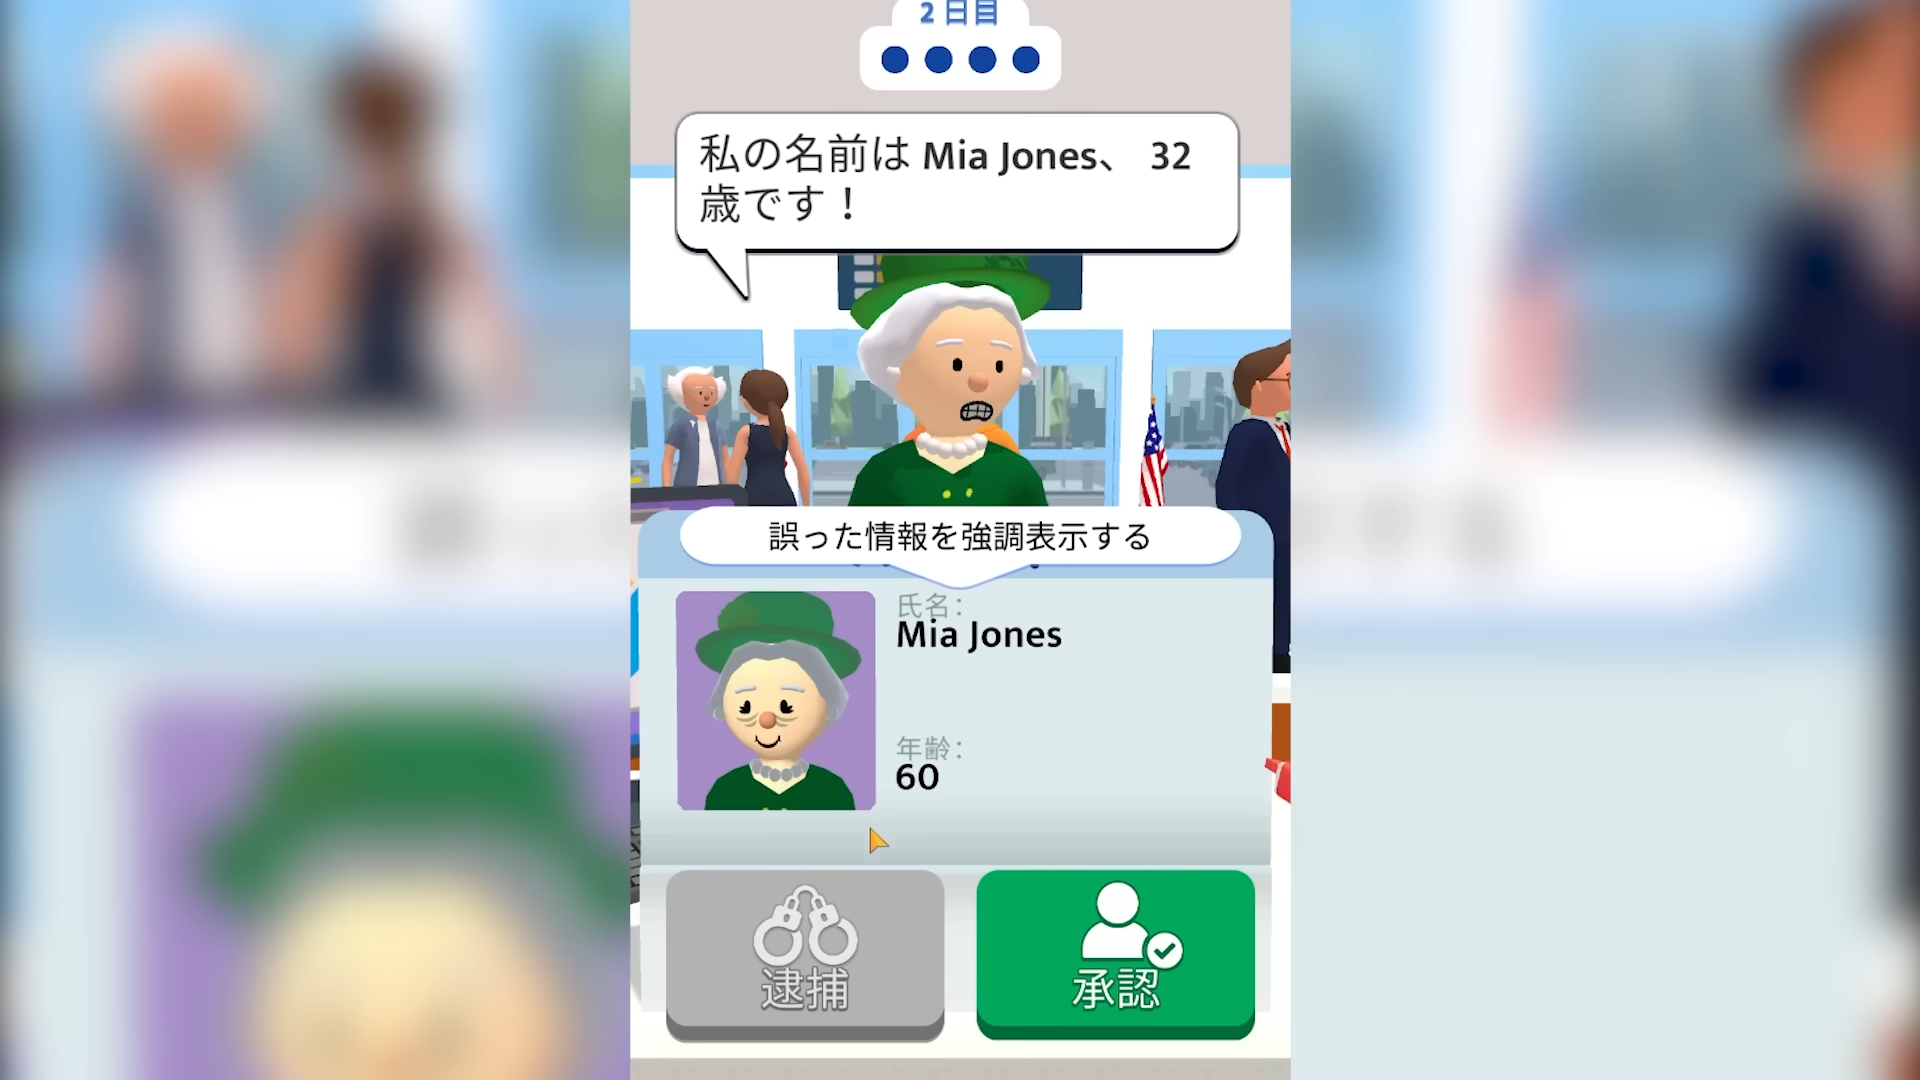 2日目
私の名前は Mia Jones、 32
歳です！
誤った情報を強調表示する
氏名:
Mia Jones
年齢:
60
逮捕
承認